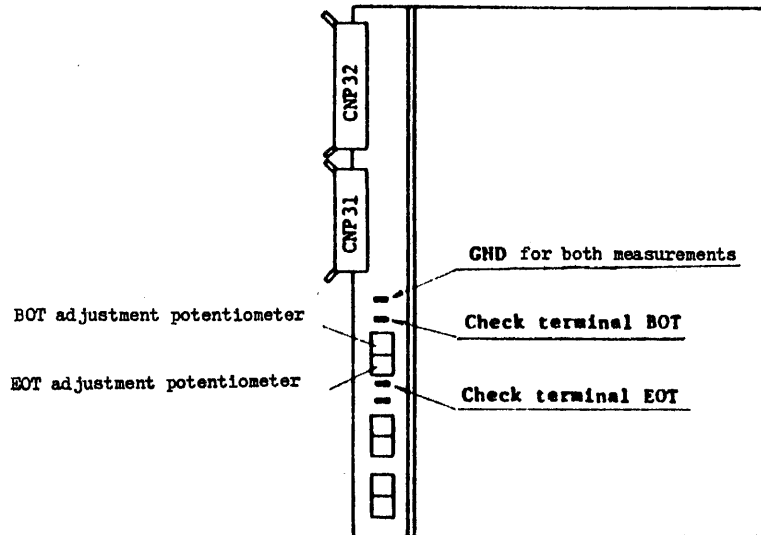 CNP32
CNP31
GND for both measurements
BOT adjustment potentiometer
Check terminal BOT
EOT adjustment potentiometer
Check terminal EOT